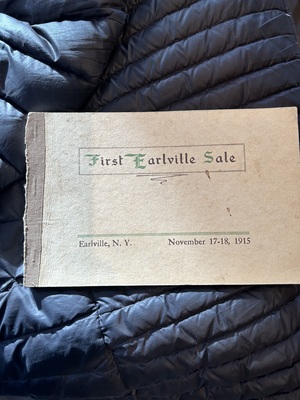 First Earlville Sale
Earlville, N. Y. November 17-18, 1915